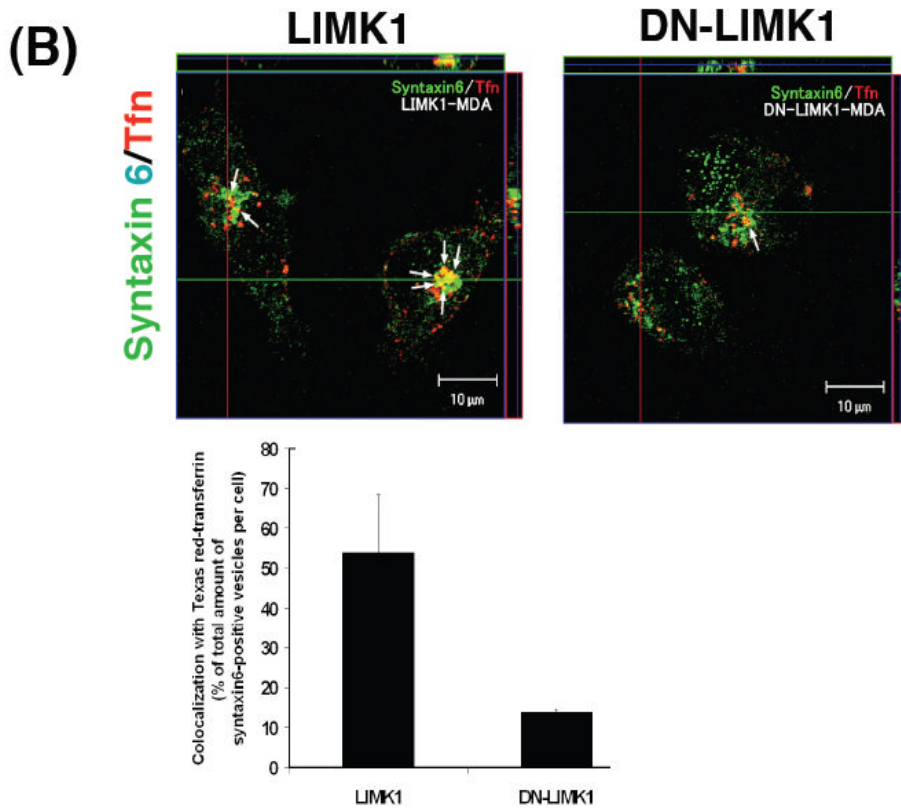 (B)
LIMK1
DN-LIMK1
Syntaxin 6/Tfn
Syntaxin6/Tfn
LIMK1-MDA
10 μm
Syntaxin6/Tfn
DN-LIMK1-MDA
10 μm
Colocalization with Texas red-transferrin
(% of total amount of
syntaxin6-positive vesicles per cell)
80
70
60
50
40
30
20
10
0
LIMK1
DN-LIMK1